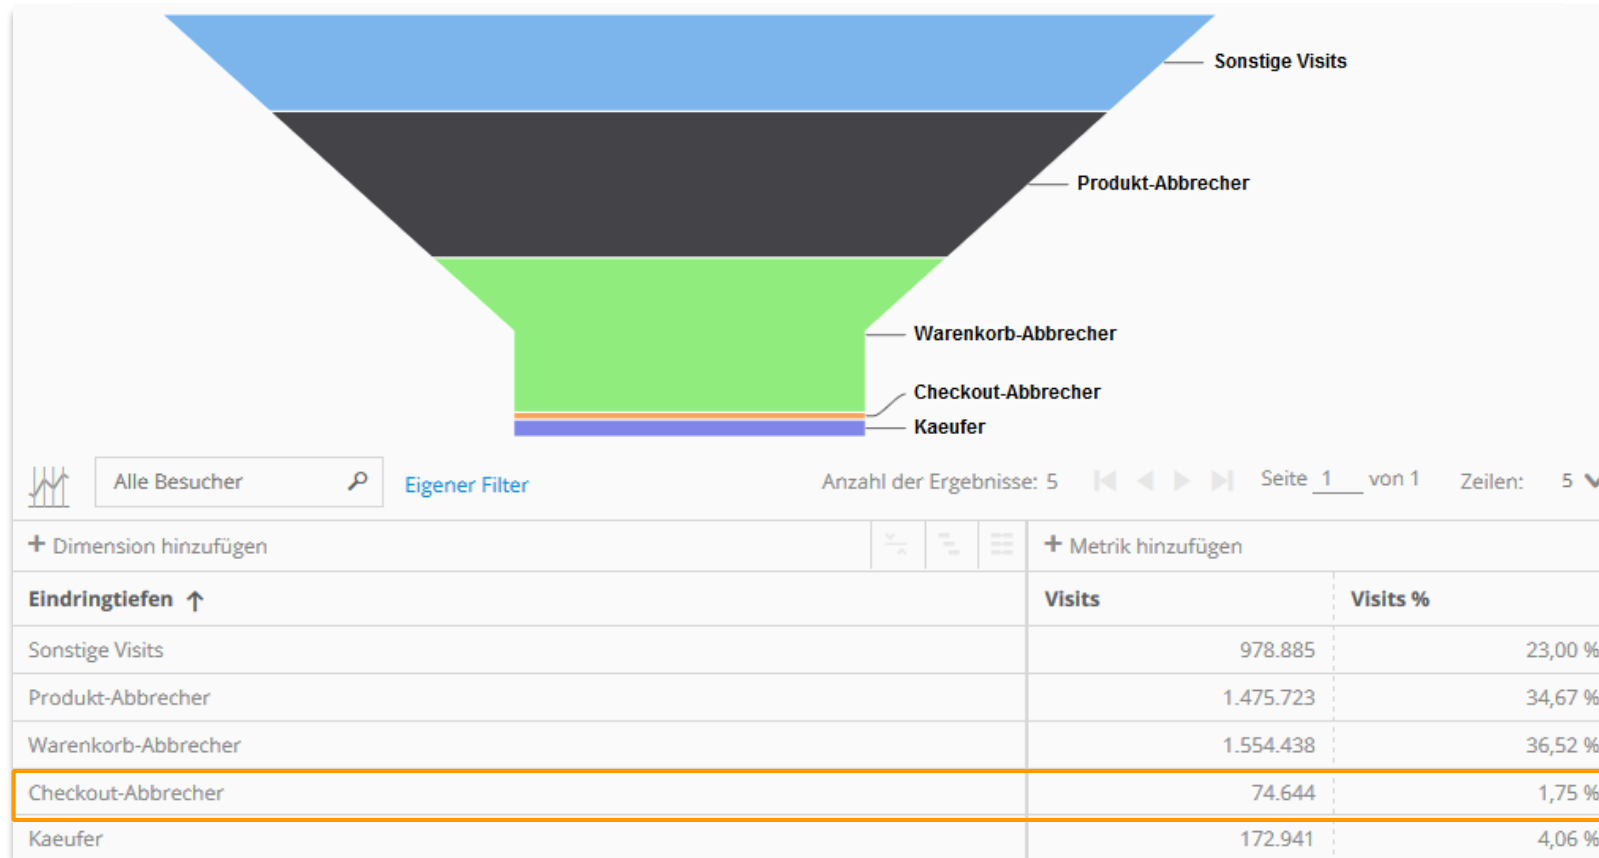 Sonstige Visits
Produkt-Abbrecher
Warenkorb-Abbrecher
Checkout-Abbrecher
Kaeufer
Alle Besucher Eigener Filter Anzahl der Ergebnisse: 5 Seite 1 von 1 Zeilen: 5
+ Dimension hinzufügen + Metrik hinzufügen
Eindringtiefen ↑ Visits Visits %
Sonstige Visits 978.885 23,00 %
Produkt-Abbrecher 1.475.723 34,67 %
Warenkorb-Abbrecher 1.554.438 36,52 %
Checkout-Abbrecher 74.644 1,75 %
Kaeufer 172.941 4,06 %